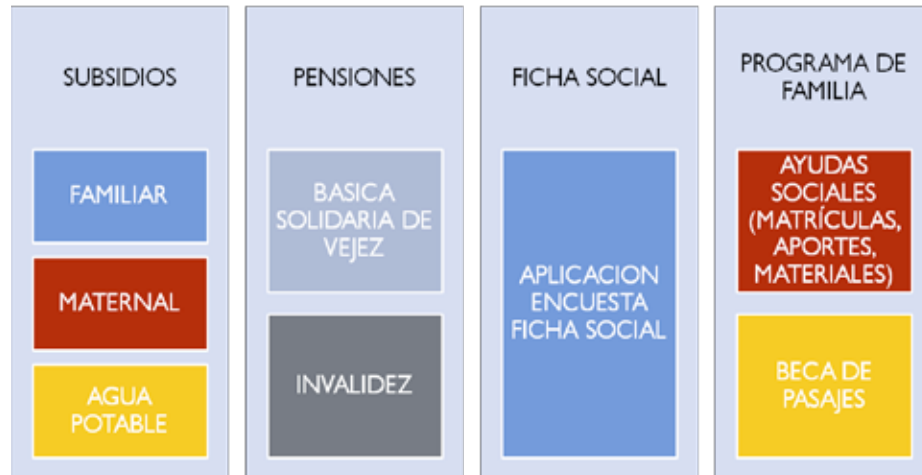 SUBSIDIOS
FAMILIAR
MATERNAL
AGUA
POTABLE
PENSIONES
BASICA
SOLIDARIA DE
VEJEZ
INVALIDEZ
FICHA SOCIAL
APLICACION
ENCUESTA
FICHA SOCIAL
PROGRAMA DE
FAMILIA
AYUDAS
SOCIALES
(MATRÍCULAS,
APORTES,
MATERIALES)
BECA DE
PASAJES